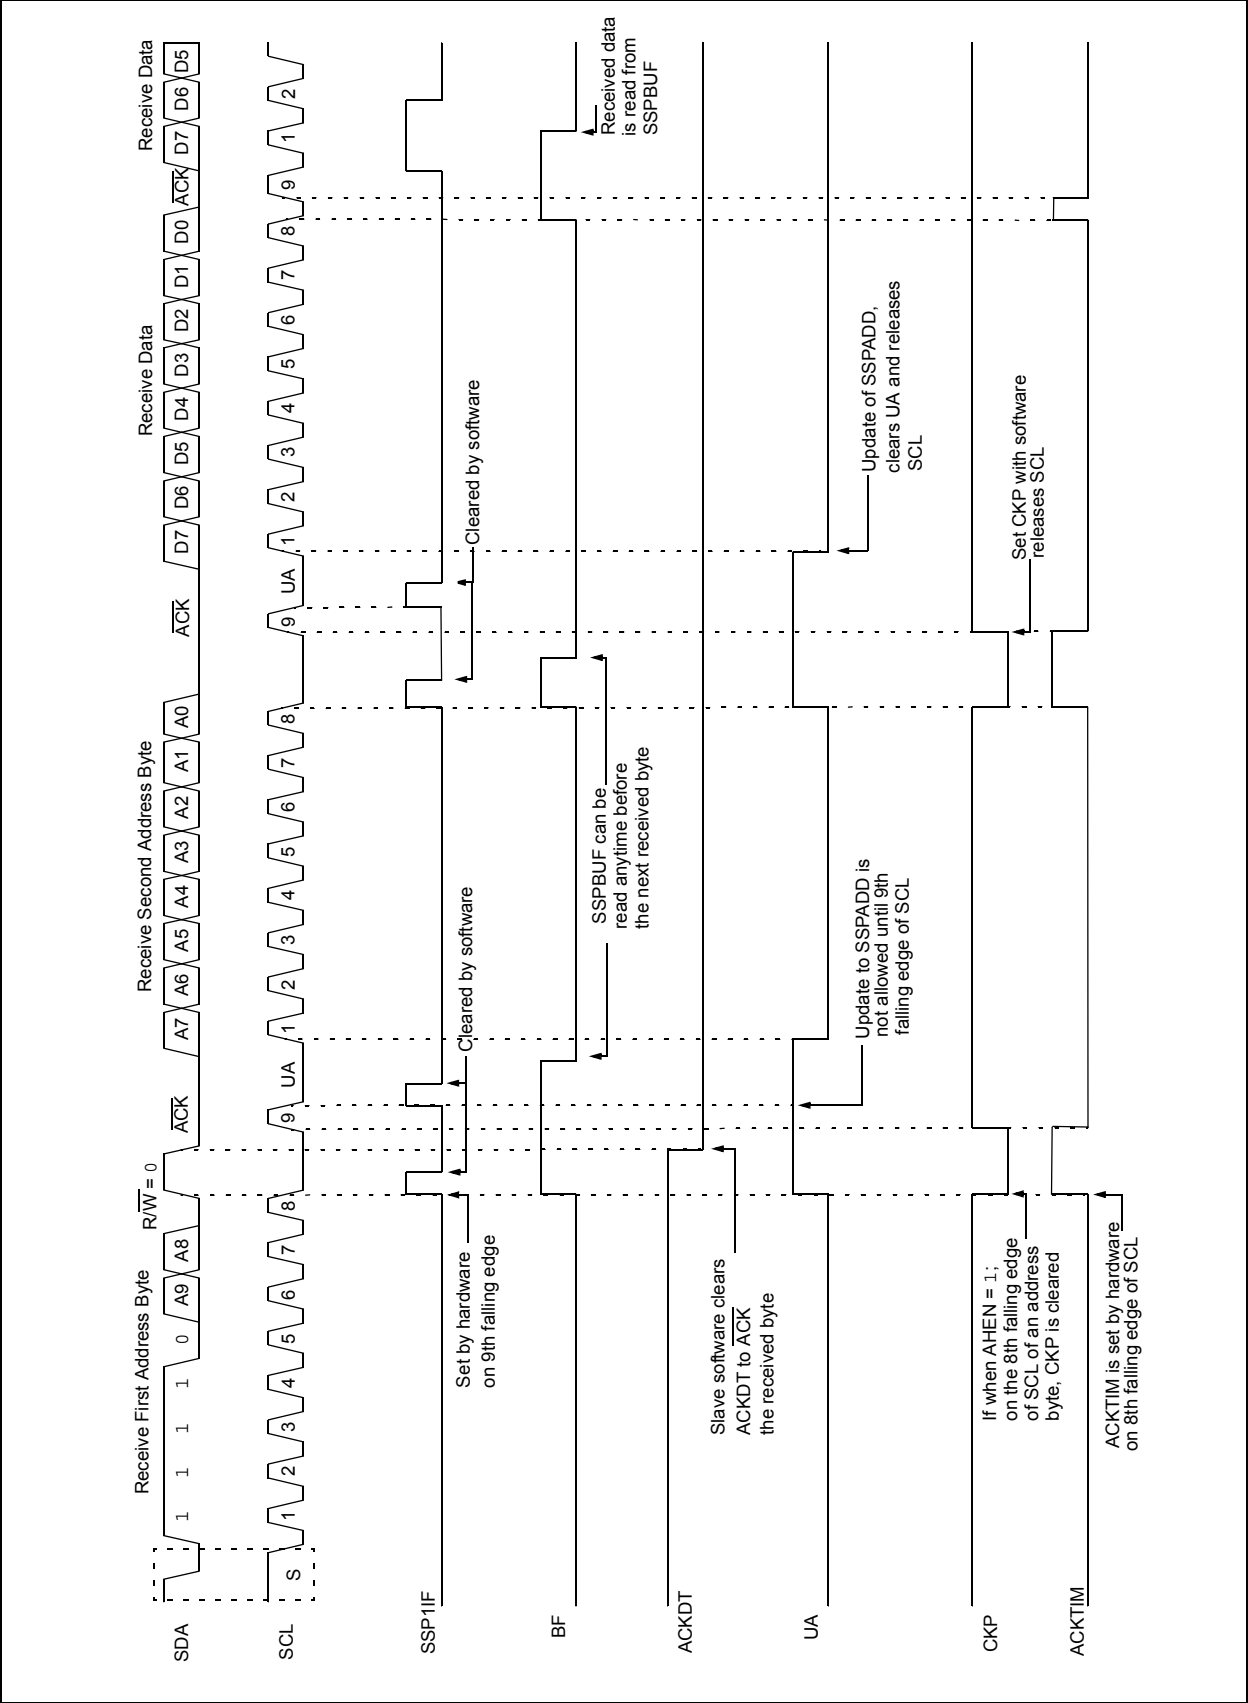 Receive First Address Byte
R/W = 0
Receive Second Address Byte
Receive Data
Receive Data
SDA
1 1 1 1 0 A9 A8
ACK
A7 A6 A5 A4 A3 A2 A1 A0
ACK
D7 D6 D5 D4 D3 D2 D1 D0
ACK
D7 D6 D5
SCL
S
1 2 3 4 5 6 7 8 9 UA
1 2 3 4 5 6 7 8 9 UA
1 2 3 4 5 6 7 8 9
1 2
SSP1IF
Set by hardware
on 9th falling edge
Cleared by software
Cleared by software
BF
SSPBUF can be
read anytime before
the next received byte
Received data
is read from
SSPBUF
ACKDT
Slave software clears
ACKDT to ACK
the received byte
UA
Update to SSPADD is
not allowed until 9th
falling edge of SCL
Update of SSPADD,
clears UA and releases
SCL
CKP
If when AHEN = 1;
on the 8th falling edge
of SCL of an address
byte, CKP is cleared
Set CKP with software
releases SCL
ACKTIM
ACKTIM is set by hardware
on 8th falling edge of SCL